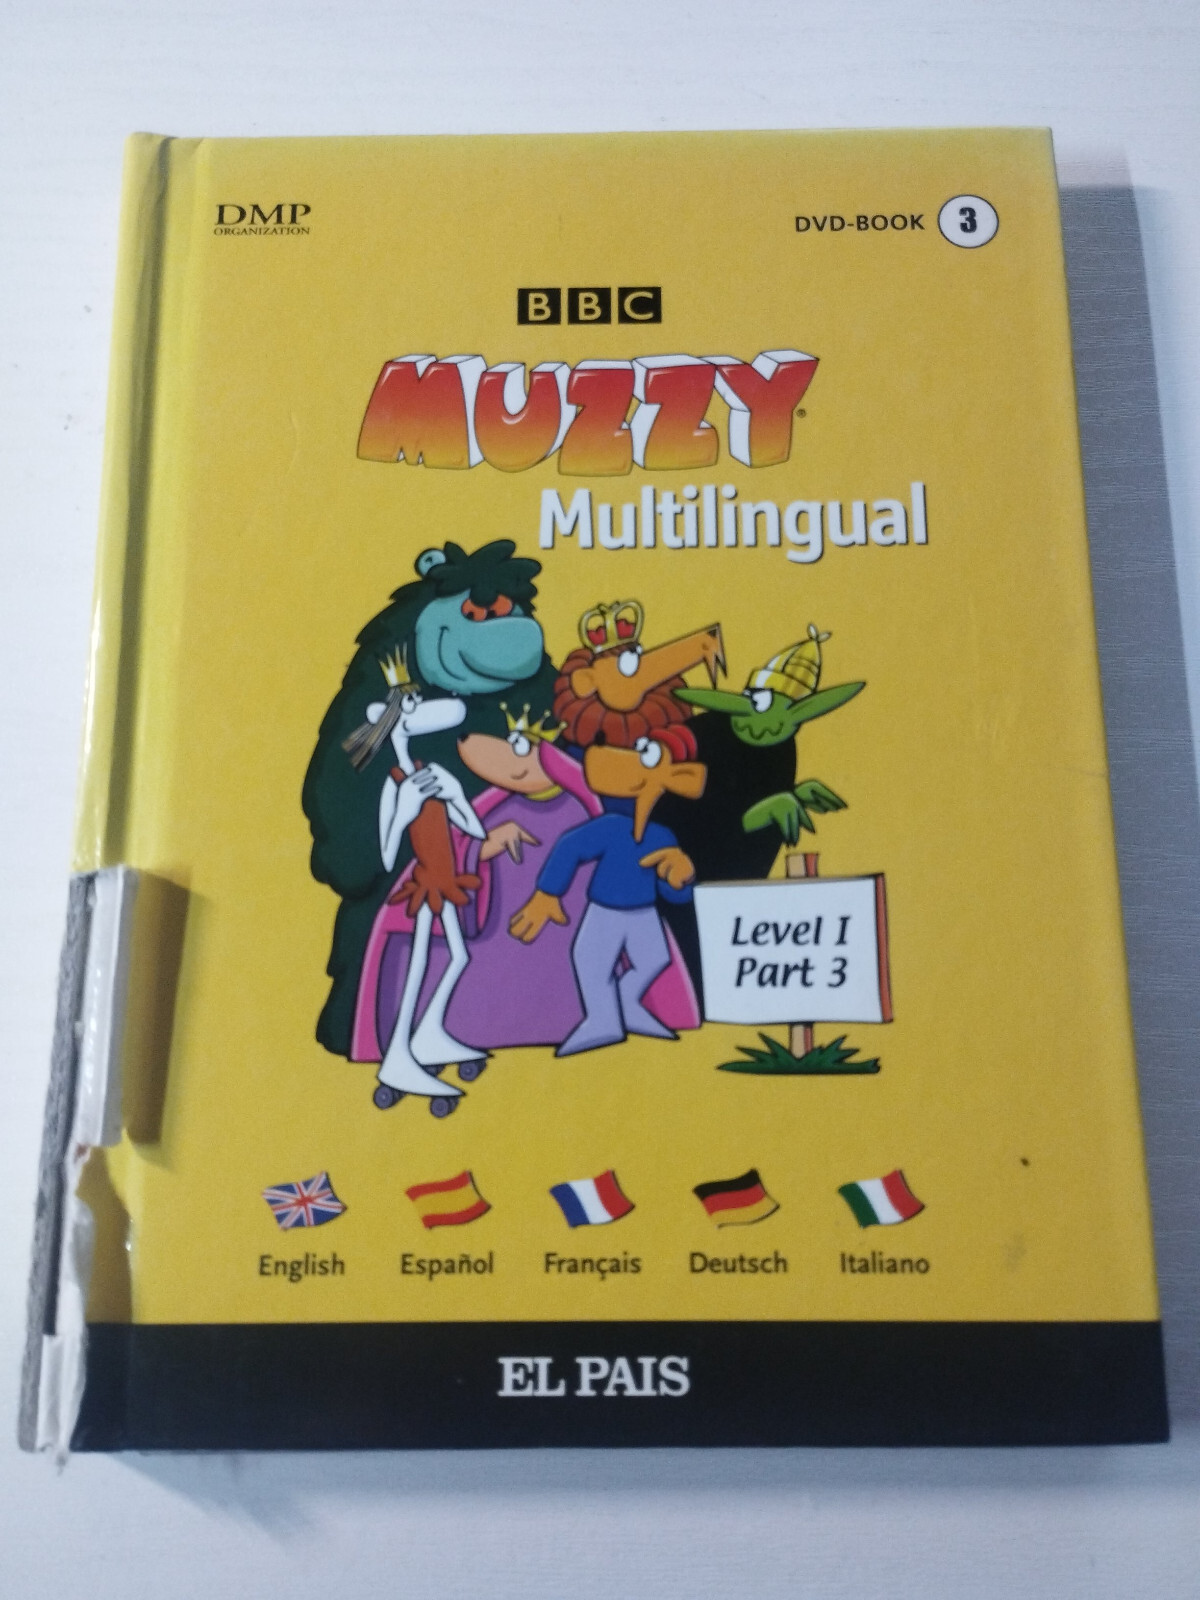 DMP
ORGANIZATION
DVD-BOOK 3
BBC
MUZZY®
Multilingual
Level I
Part 3
English
Español
Français
Deutsch
Italiano
EL PAIS